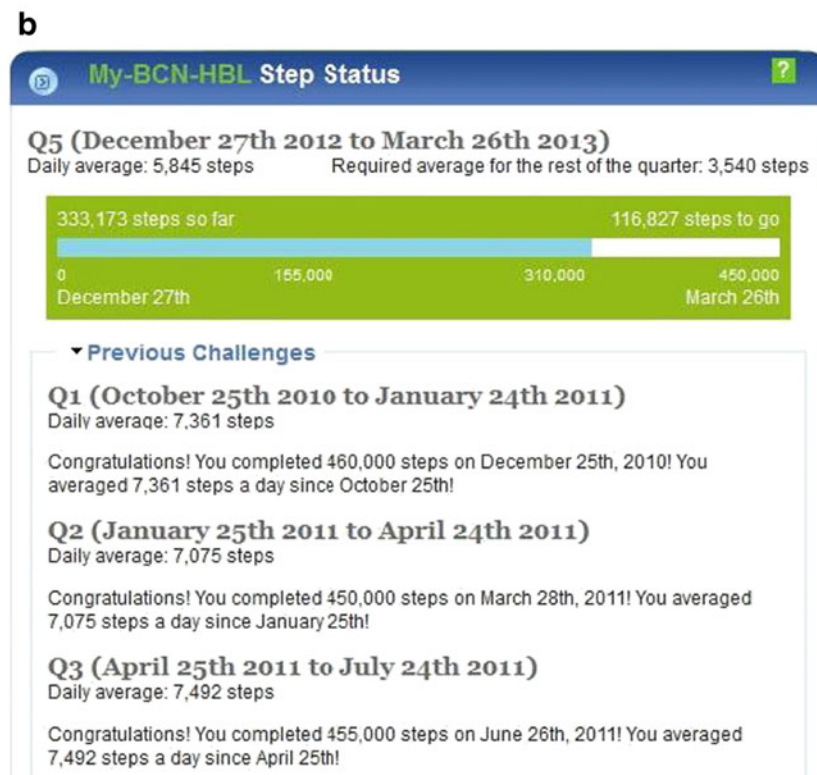 b
My-BCN-HBL Step Status
?
Q5 (December 27th 2012 to March 26th 2013)
Daily average: 5,845 steps Required average for the rest of the quarter: 3,540 steps
333,173 steps so far 116,827 steps to go
0 155,000 310,000 450,000
December 27th March 26th
Previous Challenges
Q1 (October 25th 2010 to January 24th 2011)
Daily average: 7,361 steps
Congratulations! You completed 460,000 steps on December 25th, 2010! You
averaged 7,361 steps a day since October 25th!
Q2 (January 25th 2011 to April 24th 2011)
Daily average: 7,075 steps
Congratulations! You completed 450,000 steps on March 28th, 2011! You averaged
7,075 steps a day since January 25th!
Q3 (April 25th 2011 to July 24th 2011)
Daily average: 7,492 steps
Congratulations! You completed 455,000 steps on June 26th, 2011! You averaged
7,492 steps a day since April 25th!